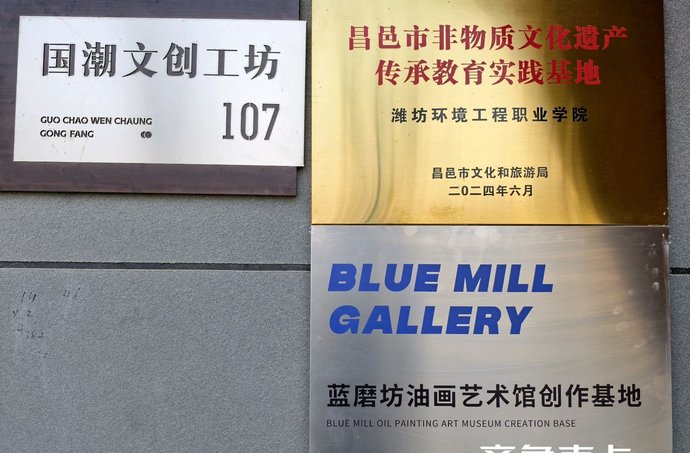 国潮文创工坊
GUO CHAO WEN CHAUNG
GONG FANG
107
昌邑市非物质文化遗产
传承教育实践基地
潍坊环境工程职业学院
昌邑市文化和旅游局
二〇二四年六月
BLUE MILL
GALLERY
蓝磨坊油画艺术馆创作基地
BLUE MILL OIL PAINTING ART MUSEUM CREATION BASE